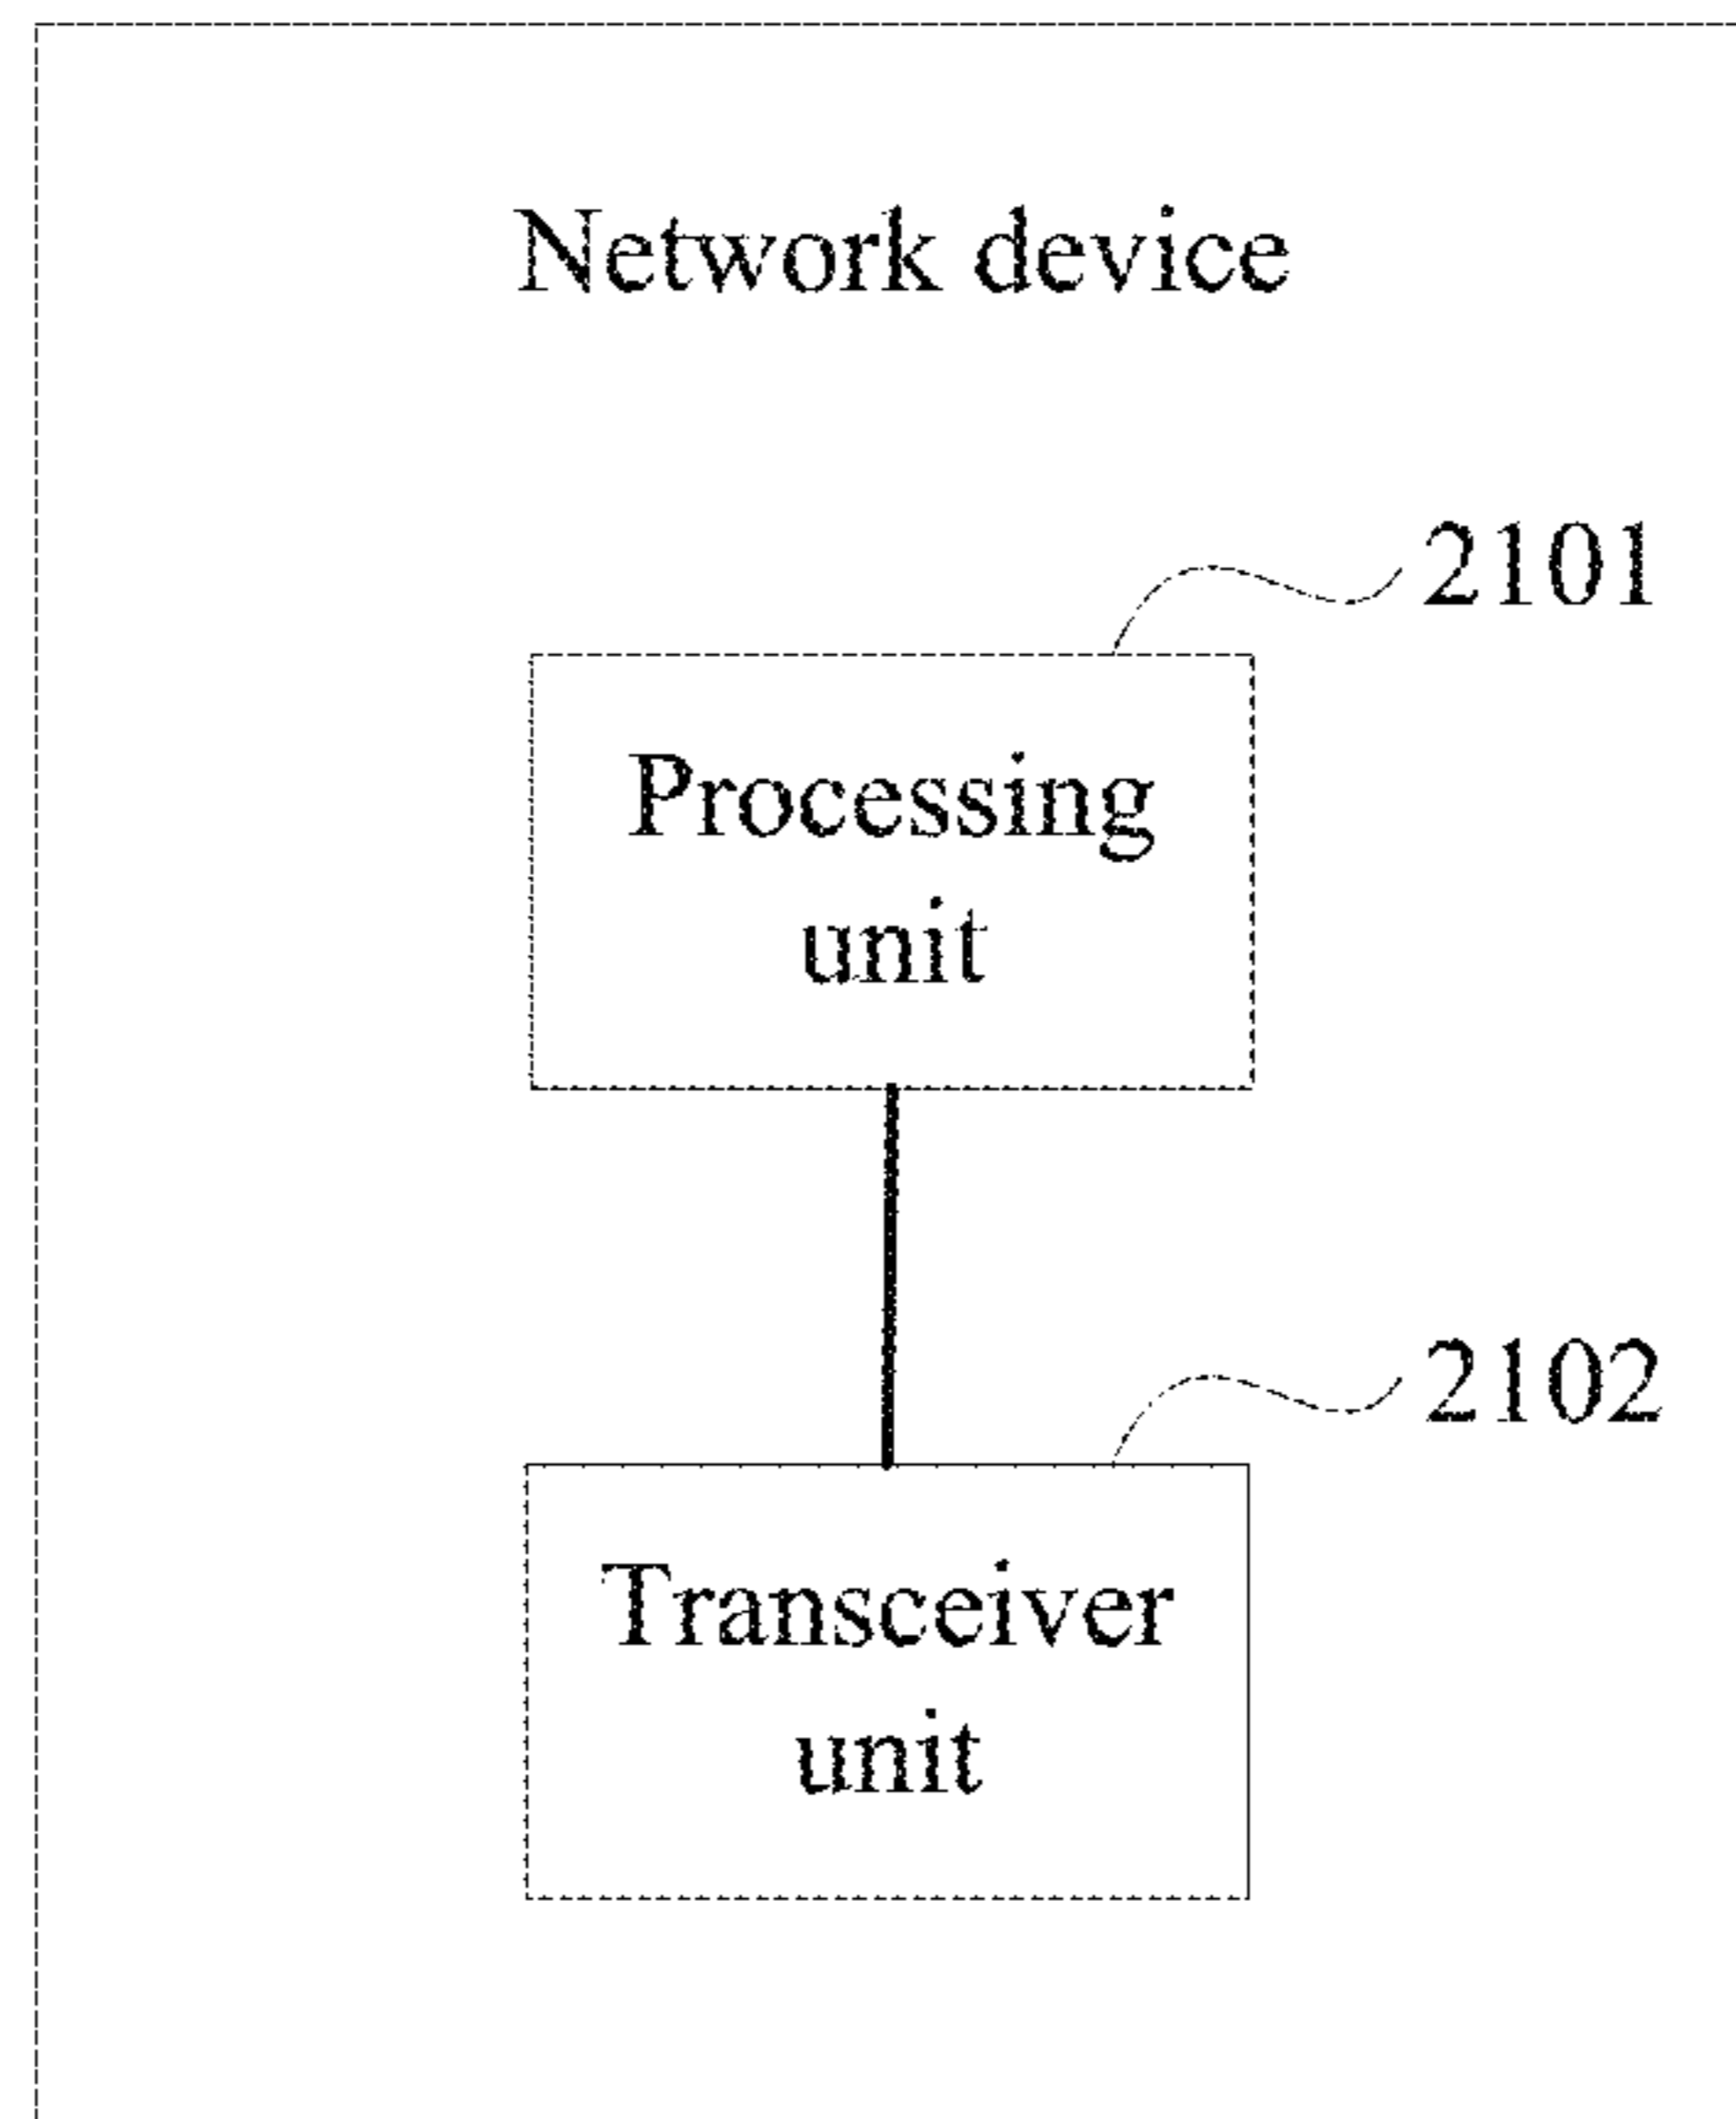 Network device
2101
Processing
unit
2102
Transceiver
unit